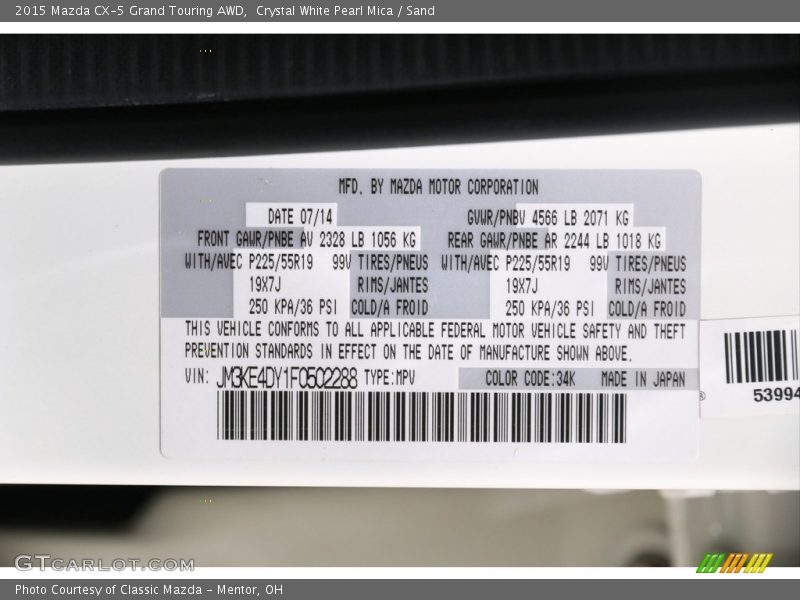 2015 Mazda CX-5 Grand Touring AWD,  Crystal White Pearl Mica / Sand
MFD. BY MAZDA MOTOR CORPORATION
DATE 07/14 GVWR/PNBV 4566 LB 2071 KG
FRONT GAWR/PNBE AV 2328 LB 1056 KG REAR GAWR/PNBE AR 2244 LB 1018 KG
WITH/AVEC P225/55R19 99V TIRES/PNEUS WITH/AVEC P225/55R19 99V TIRES/PNEUS
19X7J RIMS/JANTES 19X7J RIMS/JANTES
250 KPA/36 PSI COLD/A FROID 250 KPA/36 PSI COLD/A FROID
THIS VEHICLE CONFORMS TO ALL APPLICABLE FEDERAL MOTOR VEHICLE SAFETY AND THEFT
PREVENTION STANDARDS IN EFFECT ON THE DATE OF MANUFACTURE SHOWN ABOVE.
VIN: JM3KE4DY1F0502288 TYPE:MPV COLOR CODE:34K MADE IN JAPAN
® 53994
GTCARLOT.COM
Photo Courtesy of Classic Mazda - Mentor, OH